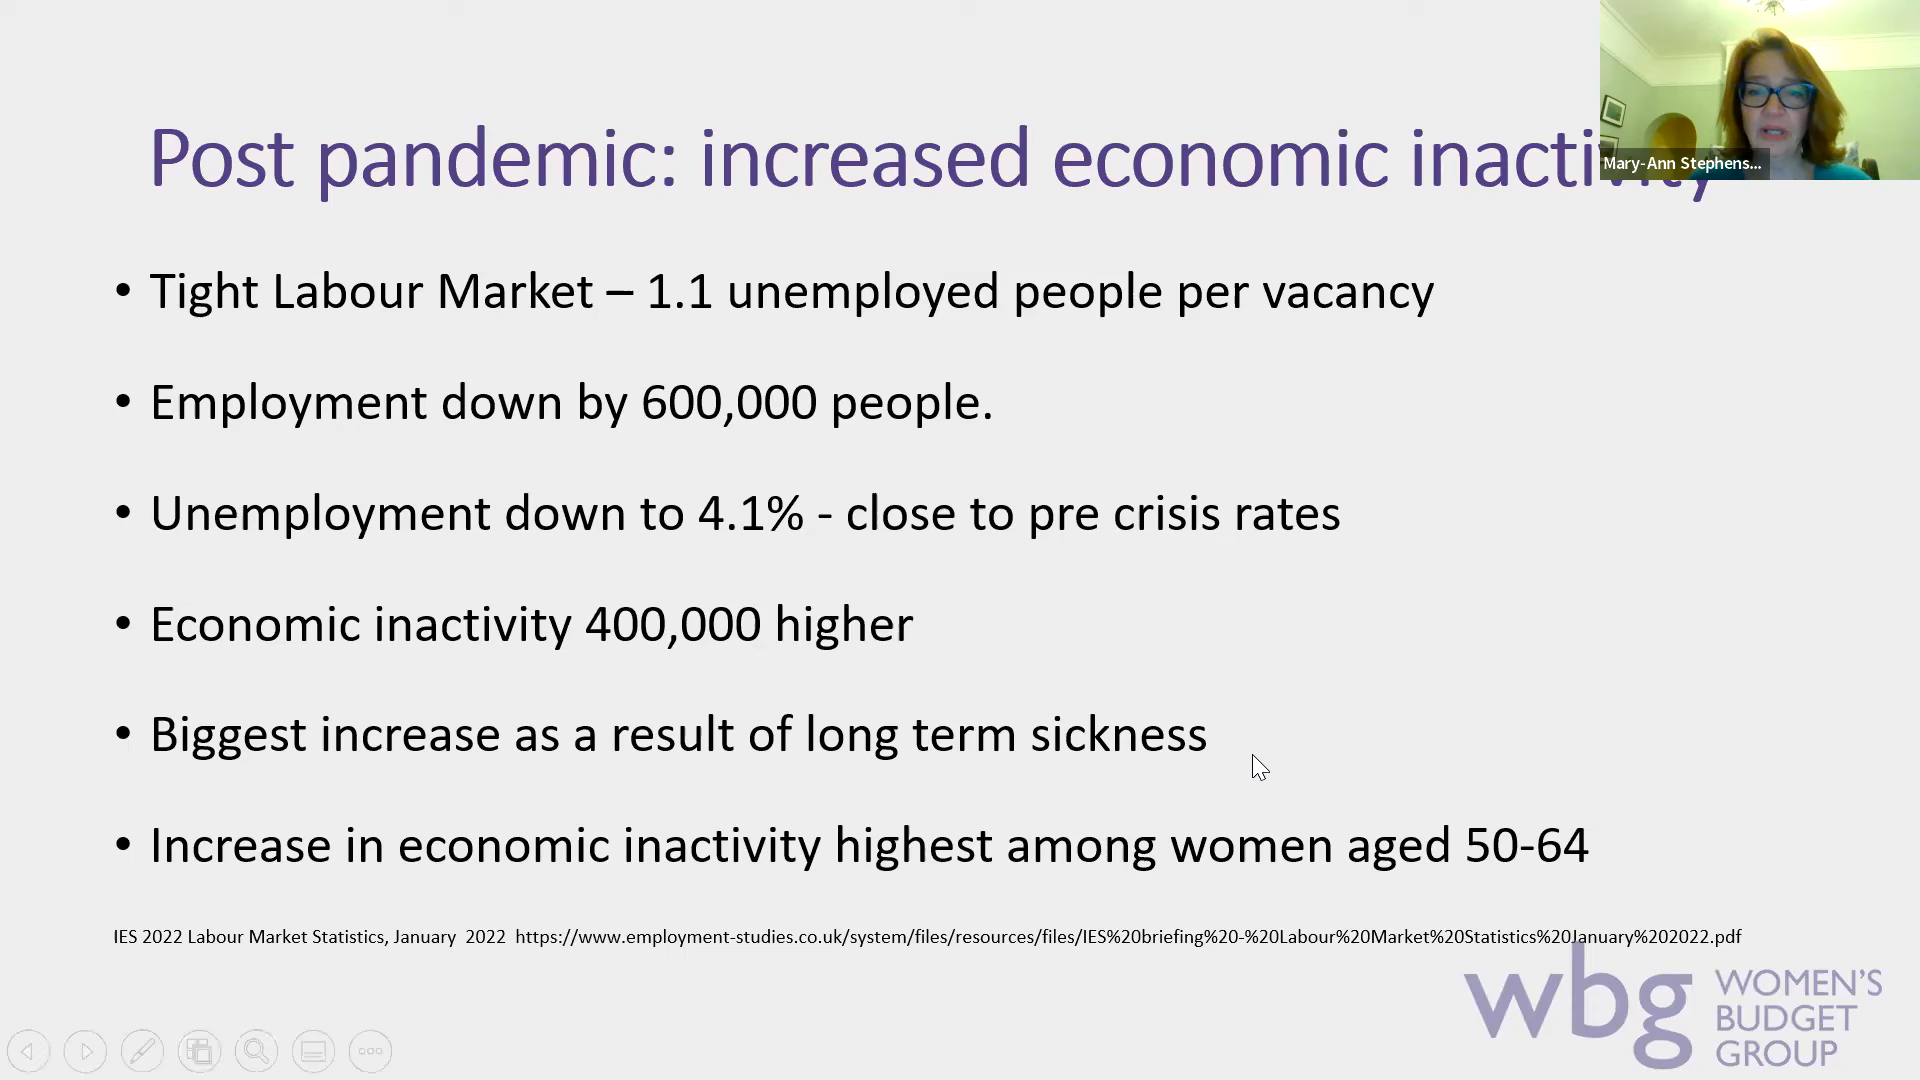 Post pandemic: increased economic inactivity
Mary-Ann Stephens...
• Tight Labour Market – 1.1 unemployed people per vacancy
• Employment down by 600,000 people.
• Unemployment down to 4.1% - close to pre crisis rates
• Economic inactivity 400,000 higher
• Biggest increase as a result of long term sickness
• Increase in economic inactivity highest among women aged 50-64
IES 2022 Labour Market Statistics, January 2022 https://www.employment-studies.co.uk/system/files/resources/files/IES%20briefing%20-%20Labour%20Market%20Statistics%20January%202022.pdf
wbg
WOMEN'S
BUDGET
GROUP